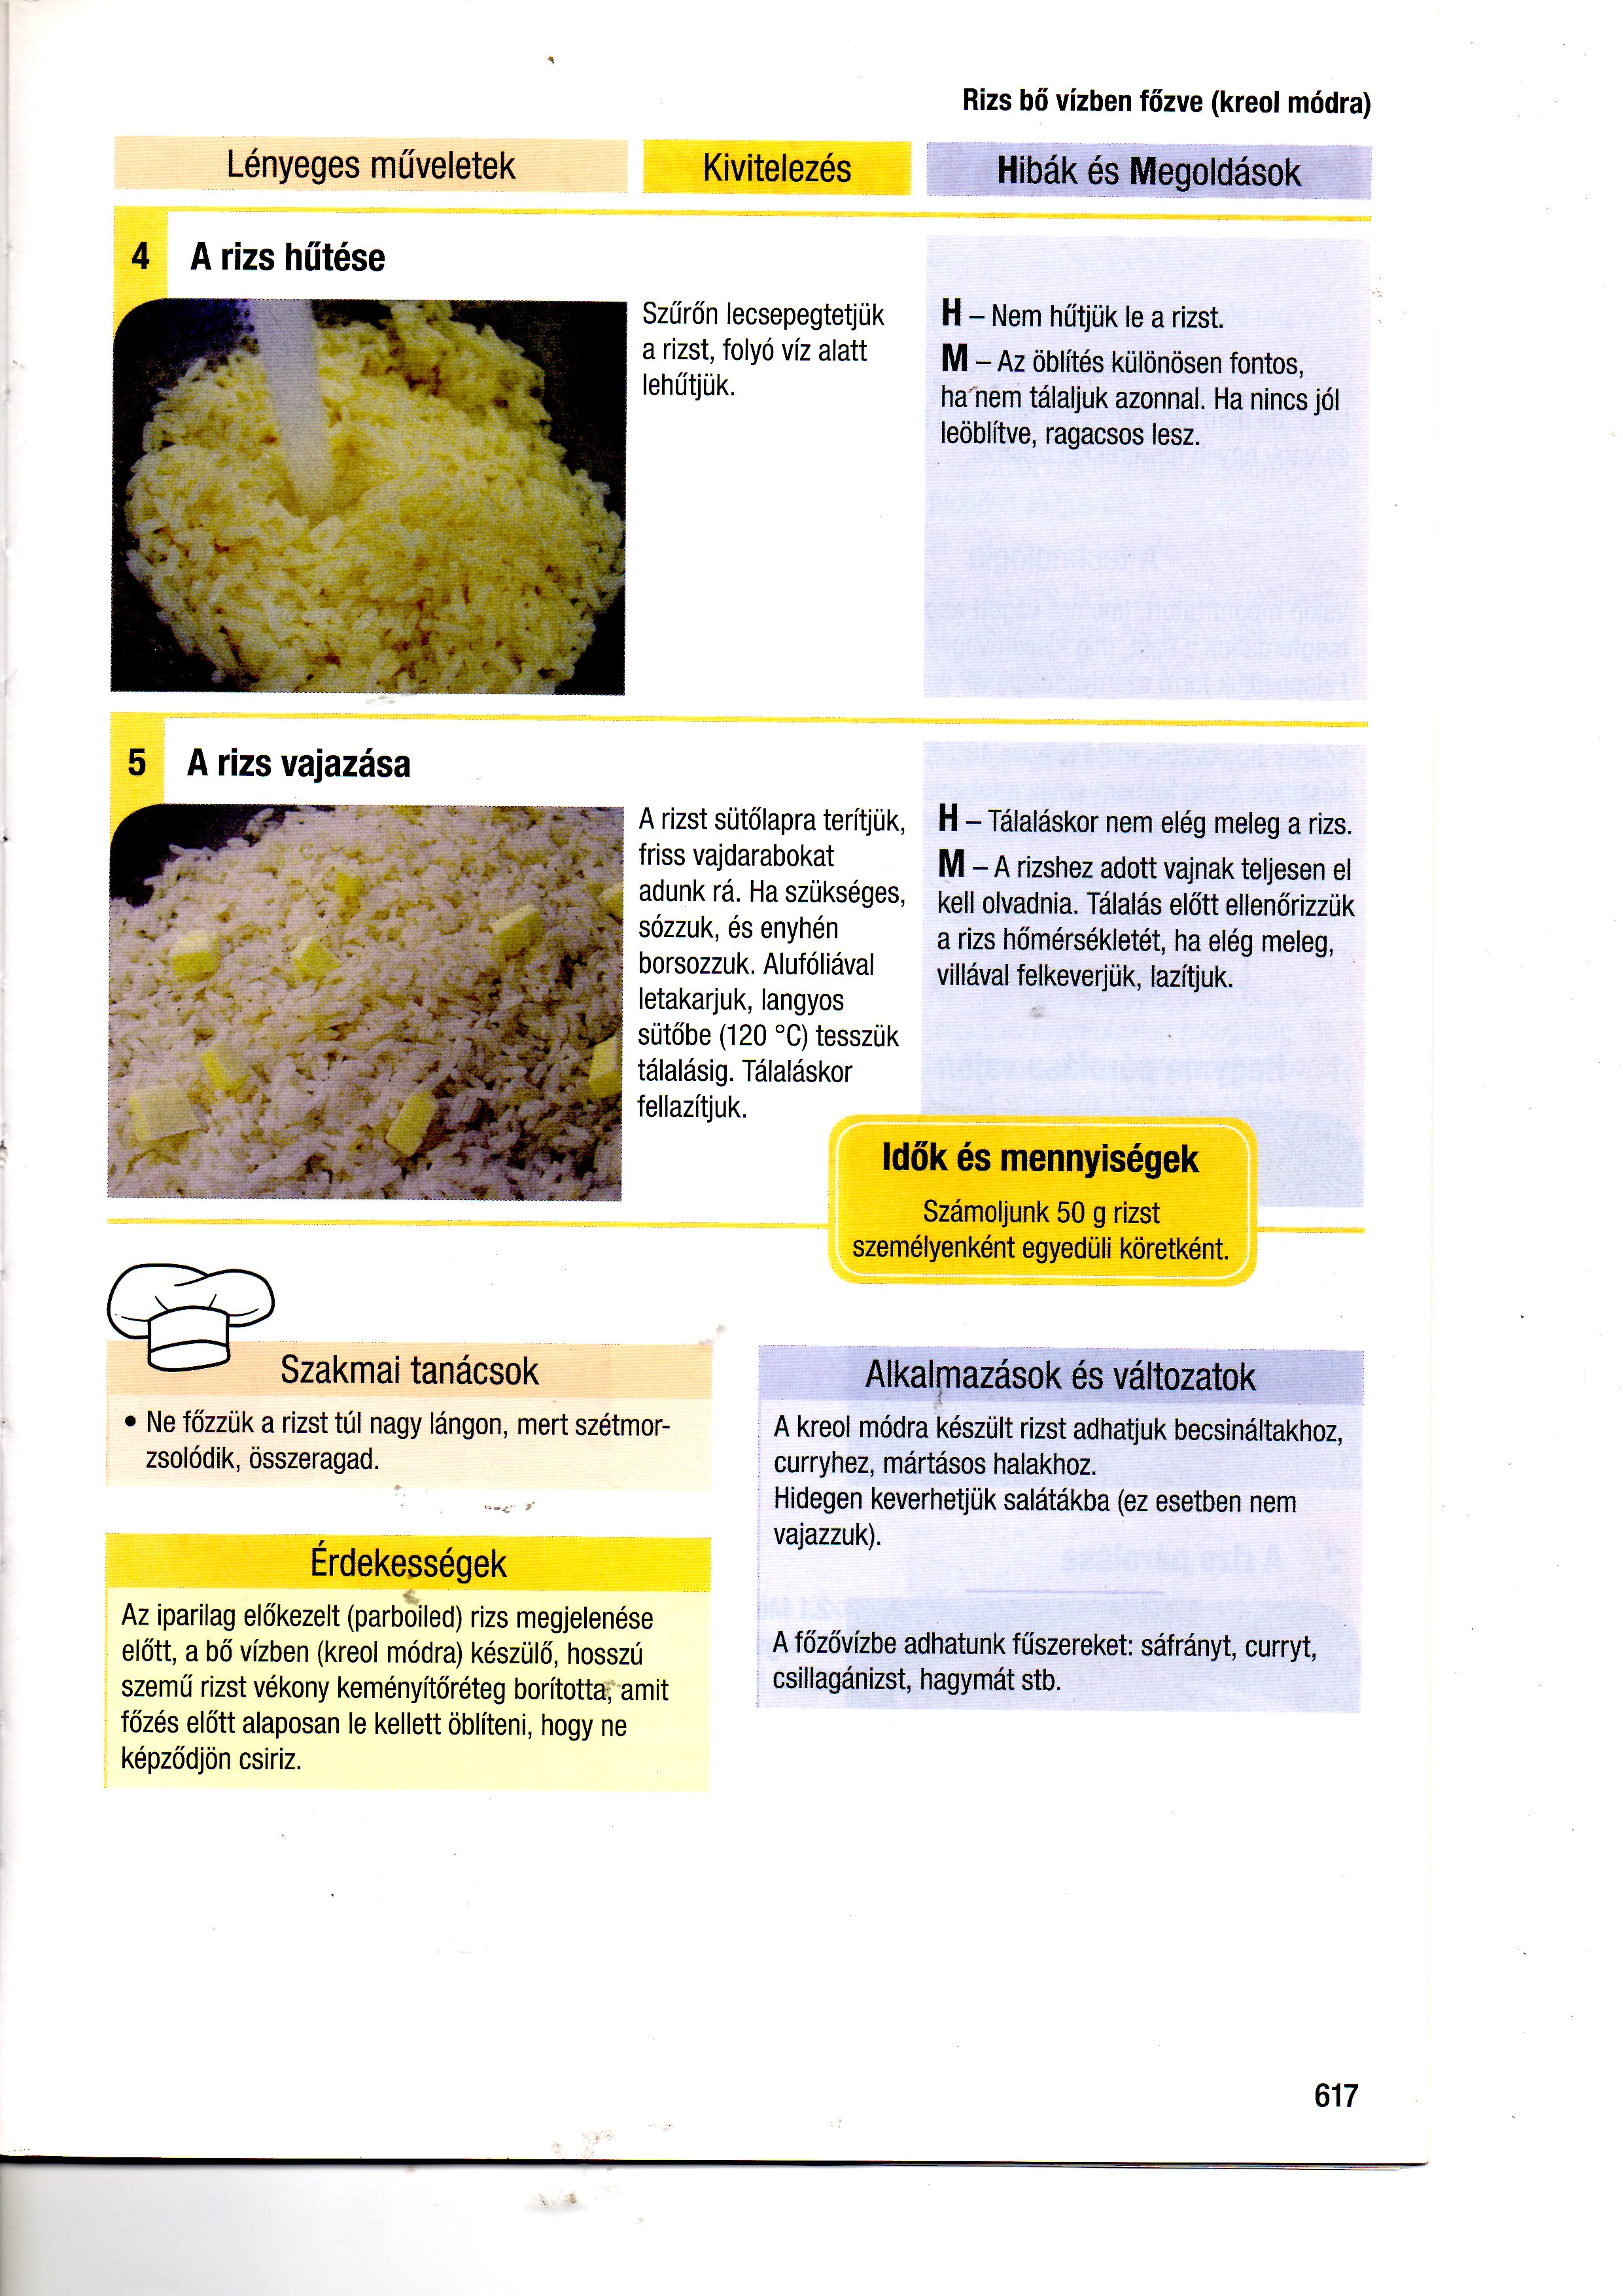 Rizs bő vízben főzve (kreol módra)
Lényeges műveletek
Kivitelezés
Hibák és Megoldások
4 A rizs hűtése
Szűrőn lecsepegtetjük
a rizst, folyó víz alatt
lehűtjük.
H – Nem hűtjük le a rizst.
M – Az öblítés különösen fontos,
ha nem tálaljuk azonnal. Ha nincs jól
leöblítve, ragacsos lesz.
5 A rizs vajazása
A rizst sütőlapra terítjük,
friss vajdarabokat
adunk rá. Ha szükséges,
sózzuk, és enyhén
borsozzuk. Alufóliával
letakarjuk, langyos
sütőbe (120 °C) tesszük
tálalásig. Tálaláskor
fellazítjuk.
H – Tálaláskor nem elég meleg a rizs.
M – A rizshez adott vajnak teljesen el
kell olvadnia. Tálalás előtt ellenőrizzük
a rizs hőmérsékletét, ha elég meleg,
villával felkeverjük, lazítjuk.
Idők és mennyiségek
Számoljunk 50 g rizst
személyenként egyedüli köretként.
Szakmai tanácsok
• Ne főzzük a rizst túl nagy lángon, mert szétmor-
zsolódik, összeragad.
Érdekességek
Az iparilag előkezelt (parboiled) rizs megjelenése
előtt, a bő vízben (kreol módra) készülő, hosszú
szemű rizst vékony keményítőréteg borította, amit
főzés előtt alaposan le kellett öblíteni, hogy ne
képződjön csiriz.
Alkalmazások és változatok
A kreol módra készült rizst adhatjuk becsináltakhoz,
curryhez, mártásos halakhoz.
Hidegen keverhetjük salátákba (ez esetben nem
vajazzuk).
A főzővízbe adhatunk fűszereket: sáfrányt, curryt,
csillagánizst, hagymát stb.
617